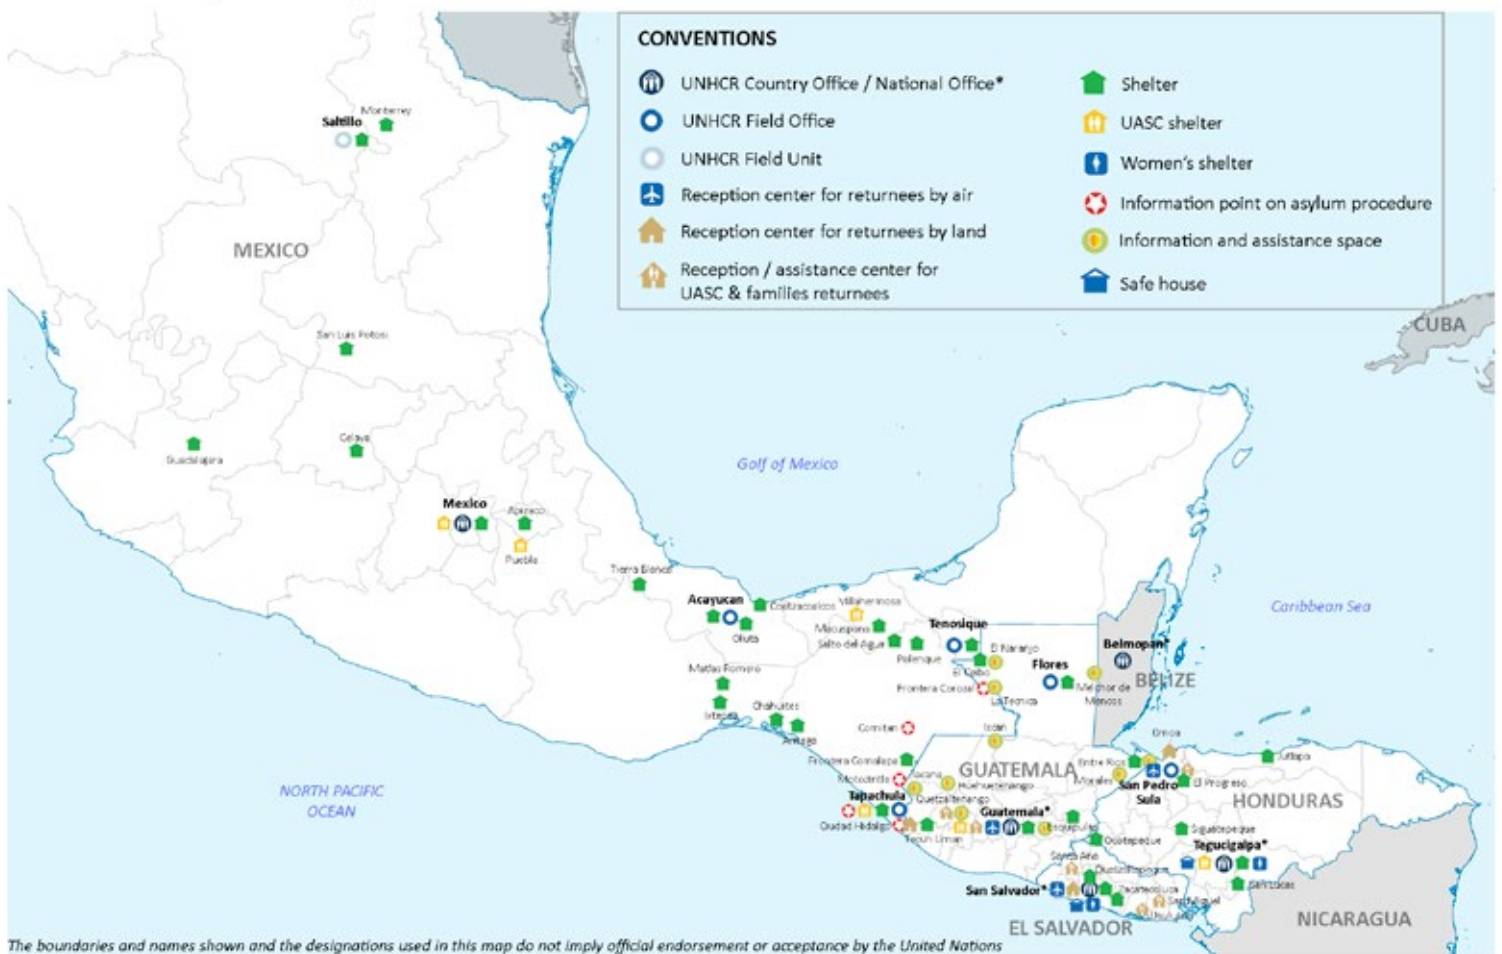 CONVENTIONS
UNHCR Country Office / National Office*
UNHCR Field Office
UNHCR Field Unit
Reception center for returnees by air
Reception center for returnees by land
Reception / assistance center for
UASC & families returnees
Shelter
UASC shelter
Women's shelter
Information point on asylum procedure
Information and assistance space
Safe house
Monterrey
Saltillo
MEXICO
CUBA
San Luis Potosi
Guadalajara
Celaya
Golf of Mexico
Mexico
Apizaco
Puebla
Tierra Blanca
Acayucan
Coatzacoalcos
Oluta
Villahermosa
Macuspana
Salto del Agua
Palenque
Tenosique
El Naranjo
El Ceibo
Frontera Corozal
La Tecnica
Flores
Melchor de
Mencos
Belmopan*
BELIZE
Caribbean Sea
Matias Romero
Ixtepec
Chahuites
Arriaga
Comitan
Ixcan
Frontera Comalapa
Motozintla
Huehuetenango
GUATEMALA
Tapachula
Quetzaltenango
Ciudad Hidalgo
Tecun Uman
Guatemala*
Esquipulas
Omoa
Entre Rios
Morales
San Pedro
Sula
El Progreso
Jutiapa
HONDURAS
Siguatepeque
Ocotepeque
Tegucigalpa*
San Lucas
Santa Ana
San Salvador*
Zacatecoluca
San Miguel
EL SALVADOR
NICARAGUA
NORTH PACIFIC
OCEAN
The boundaries and names shown and the designations used in this map do not imply official endorsement or acceptance by the United Nations